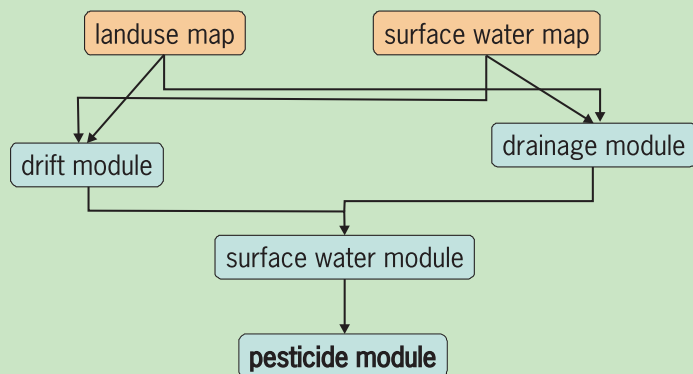 landuse map
surface water map
drift module
drainage module
surface water module
pesticide module